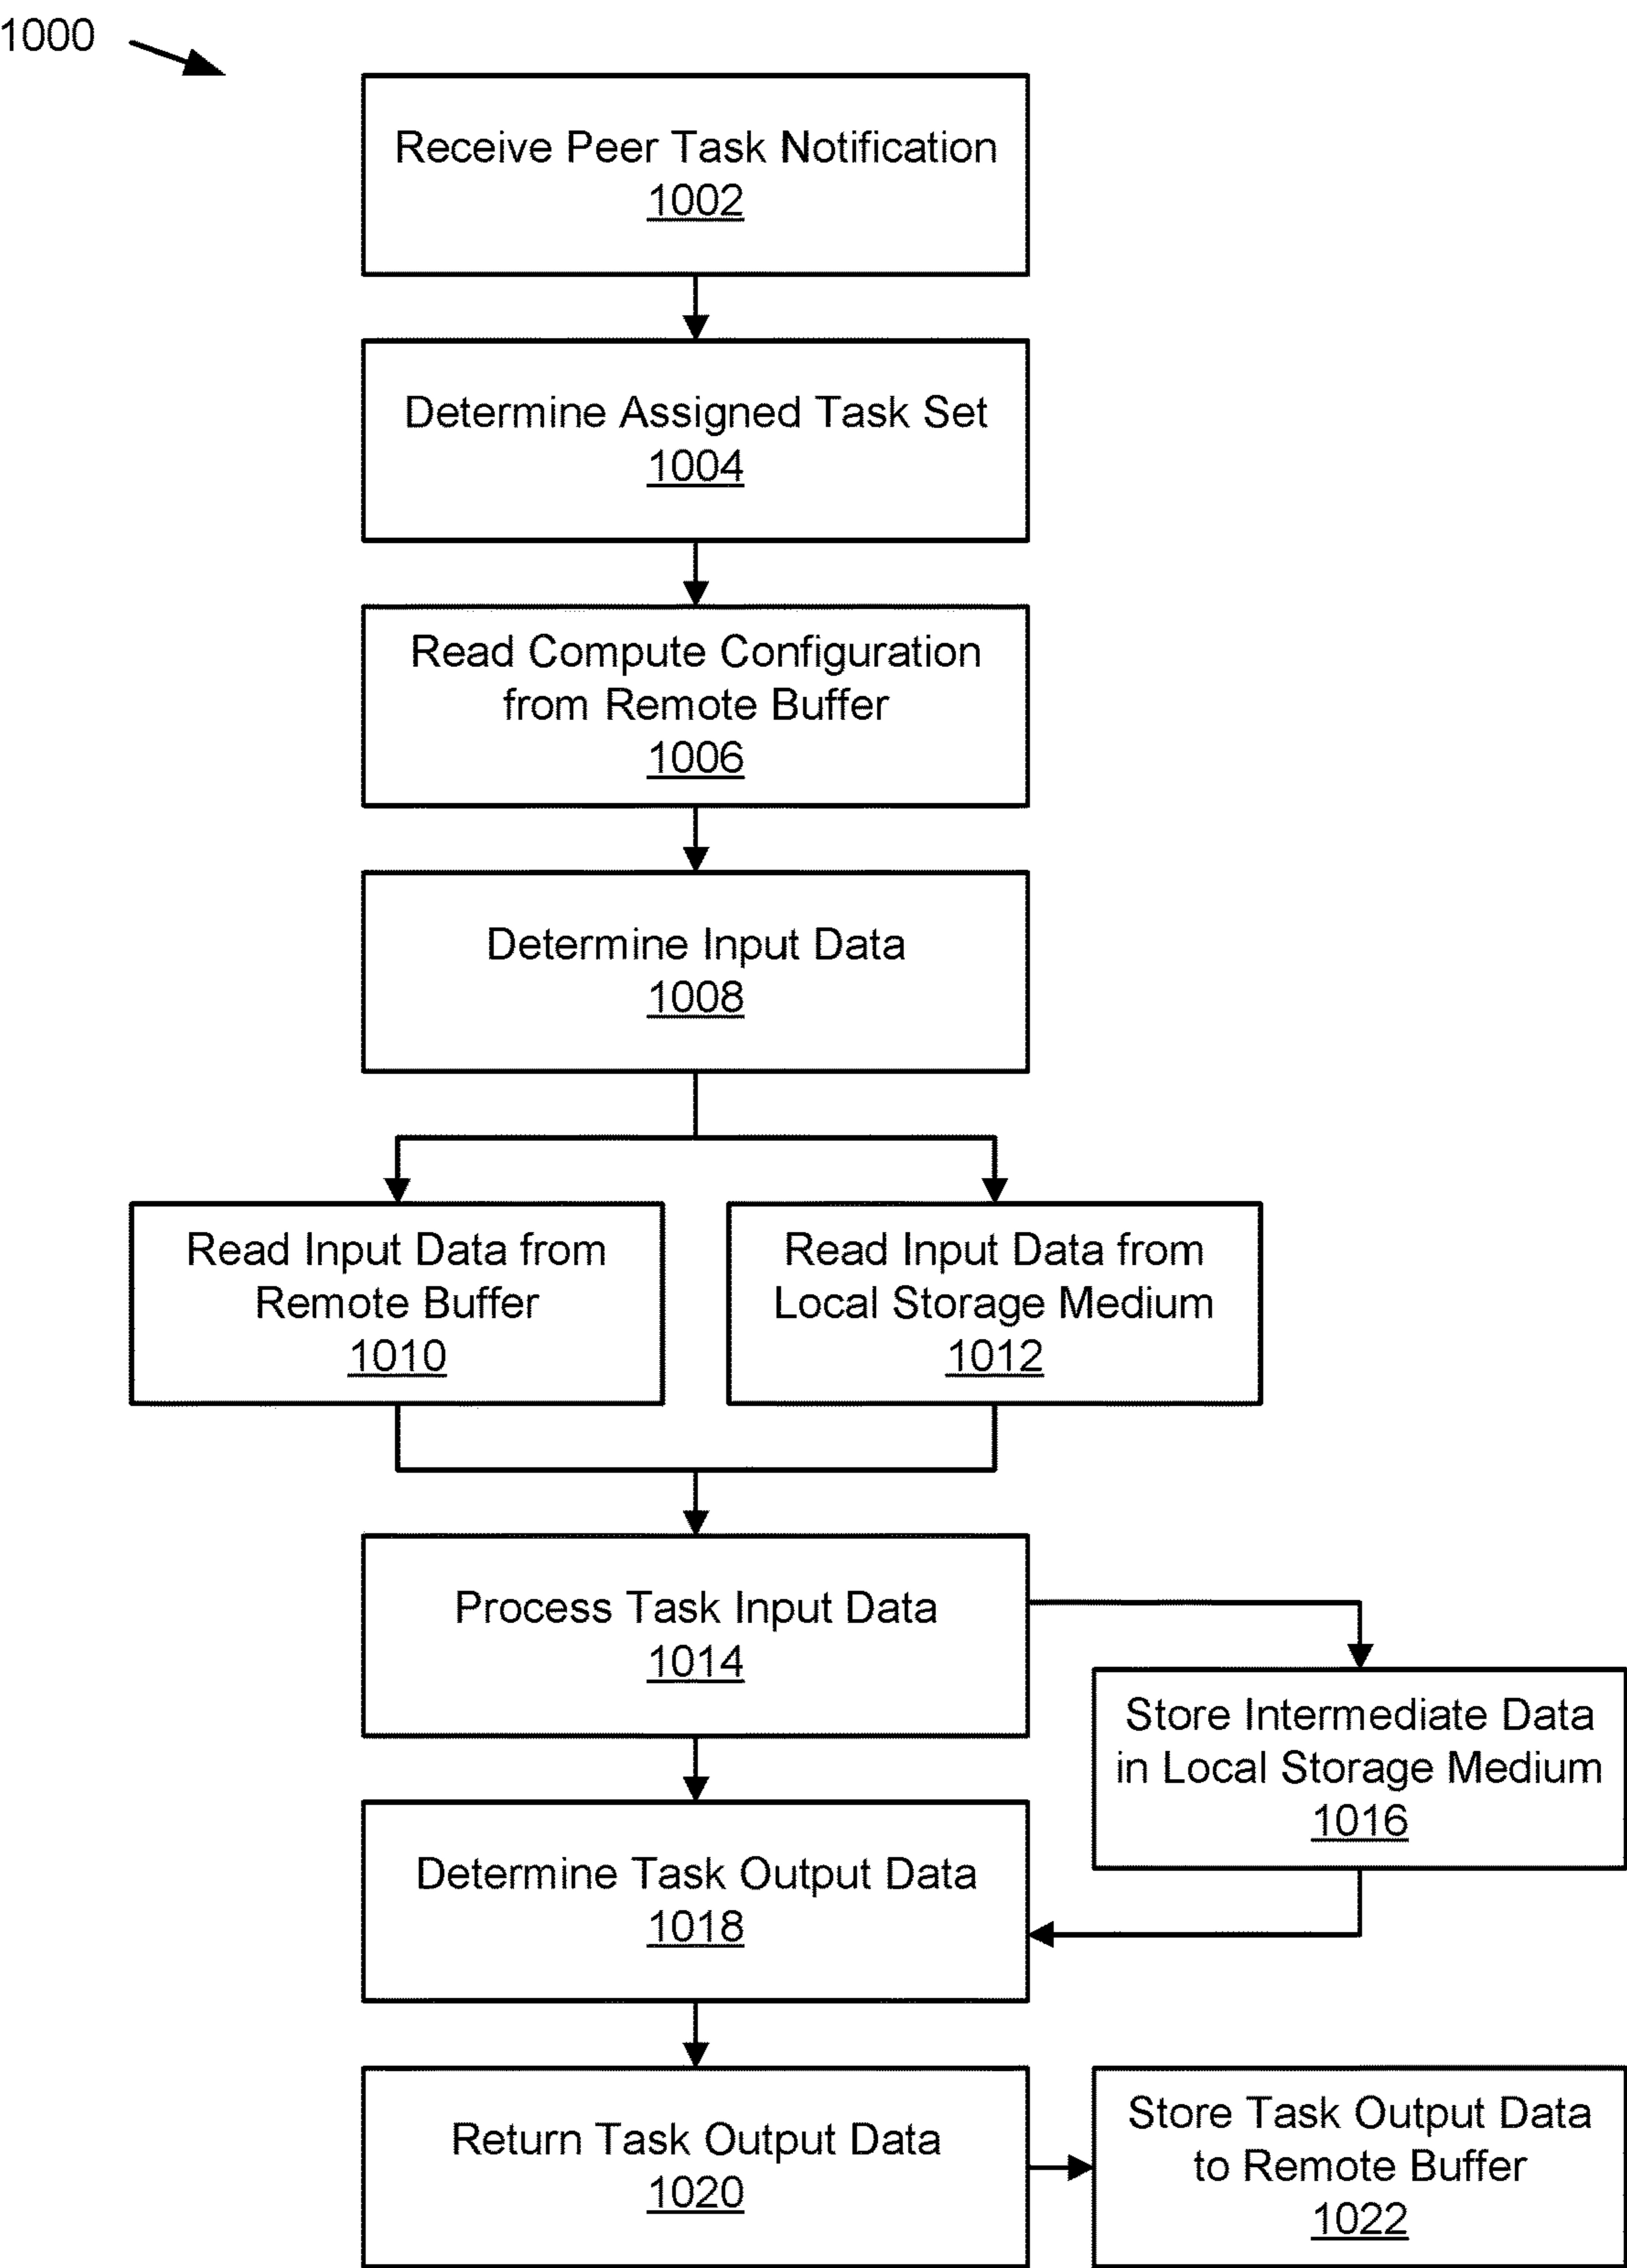 1000
Receive Peer Task Notification
1002
Determine Assigned Task Set
1004
Read Compute Configuration
from Remote Buffer
1006
Determine Input Data
1008
Read Input Data from
Remote Buffer
1010
Read Input Data from
Local Storage Medium
1012
Process Task Input Data
1014
Store Intermediate Data
in Local Storage Medium
1016
Determine Task Output Data
1018
Return Task Output Data
1020
Store Task Output Data
to Remote Buffer
1022